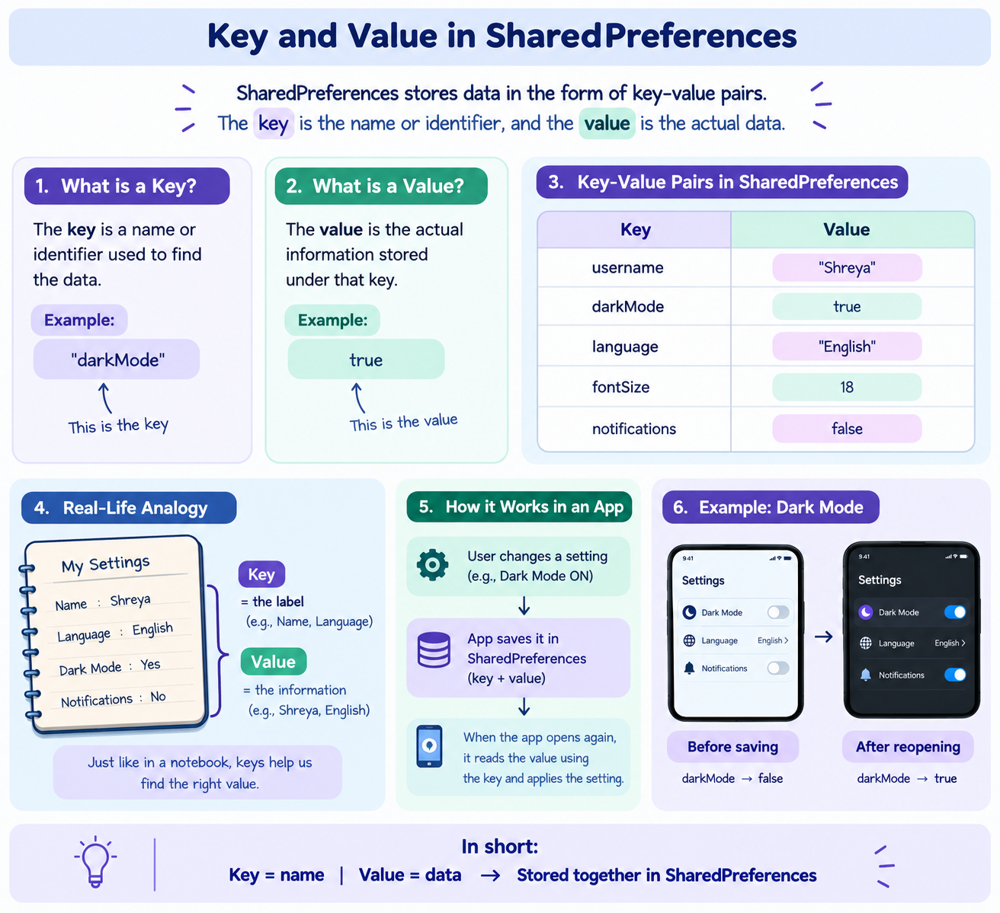 Key and Value in SharedPreferences
SharedPreferences stores data in the form of key-value pairs.
The key is the name or identifier, and the value is the actual data.
1. What is a Key?
The key is a name or
identifier used to find
the data.
Example:
"darkMode"
This is the key
2. What is a Value?
The value is the actual
information stored
under that key.
Example:
true
This is the value
3. Key-Value Pairs in SharedPreferences
Key Value
username "Shreya"
darkMode true
language "English"
fontSize 18
notifications false
4. Real-Life Analogy
My Settings
Name : Shreya
Language : English
Dark Mode : Yes
Notifications : No
Key
= the label
(e.g., Name, Language)
Value
= the information
(e.g., Shreya, English)
Just like in a notebook, keys help us
find the right value.
5. How it Works in an App
User changes a setting
(e.g., Dark Mode ON)
App saves it in
SharedPreferences
(key + value)
When the app opens again,
it reads the value using
the key and applies the setting.
6. Example: Dark Mode
9:41
Settings
Dark Mode
Language English >
Notifications
Before saving
darkMode → false
→
9:41
Settings
Dark Mode
Language English >
Notifications
After reopening
darkMode → true
In short:
Key = name | Value = data → Stored together in SharedPreferences